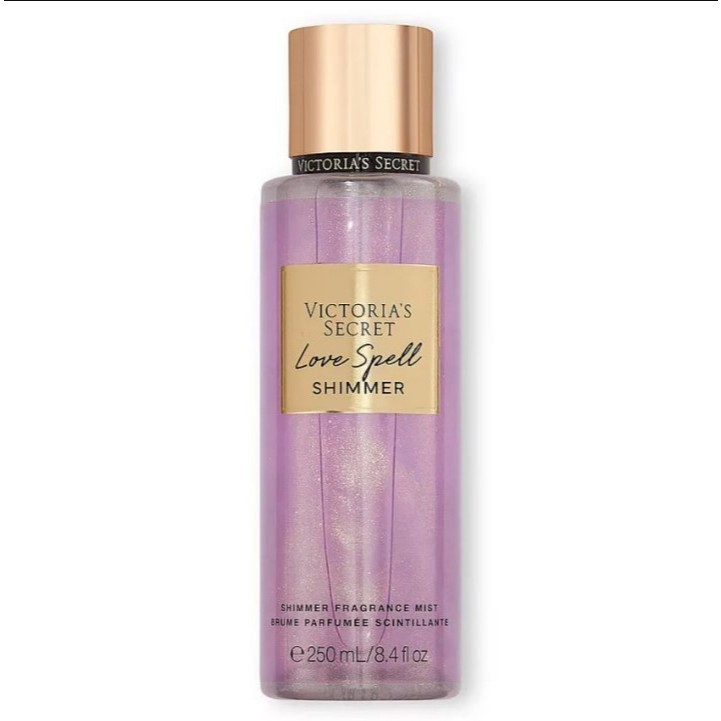 VICTORIA'S SECRET
VICTORIA'S
SECRET
Love Spell
SHIMMER
SHIMMER FRAGRANCE MIST
BRUME PARFUMÉE SCINTILLANTE
℮250 mL/8.4 fl oz